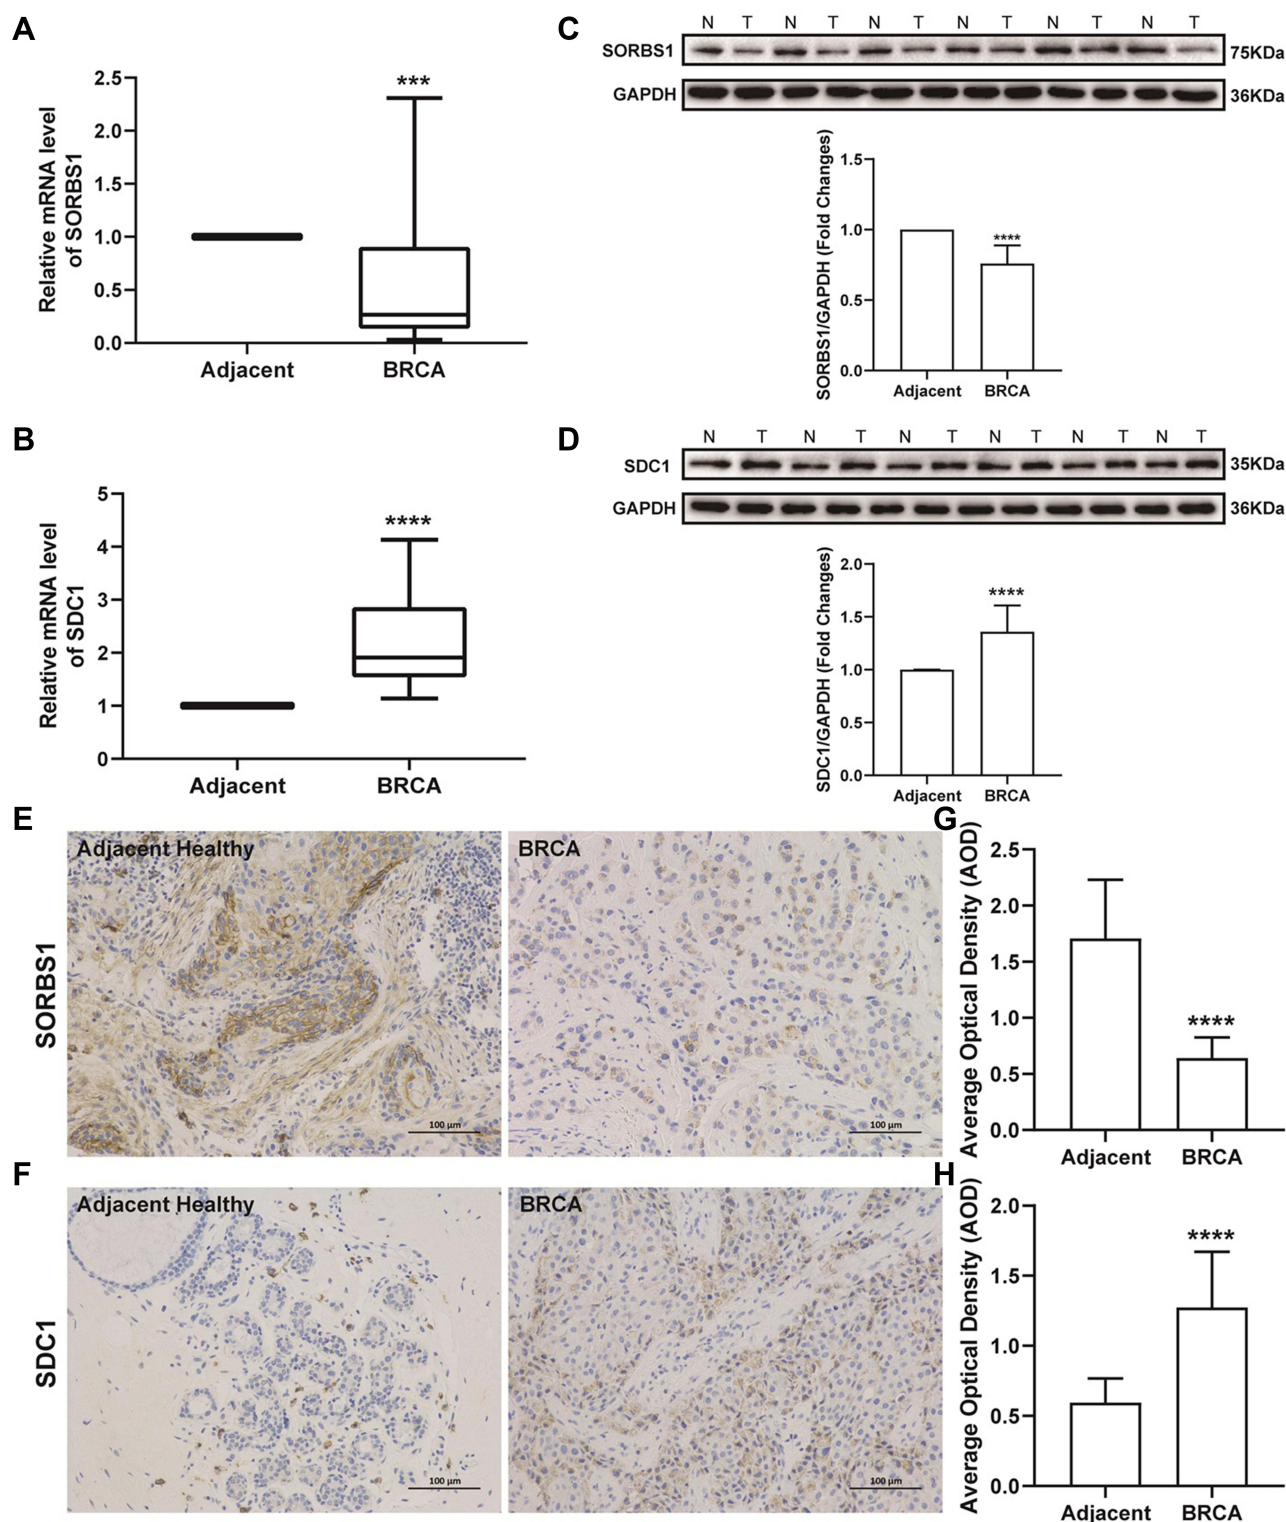 A
Relative mRNA level
of SORBS1
2.5
2.0
1.5
1.0
0.5
0.0
***
Adjacent
BRCA
B
Relative mRNA level
of SDC1
5
4
3
2
1
0
****
Adjacent
BRCA
C
N T N T N T N T N T N T
SORBS1
75KDa
GAPDH
36KDa
SORBS1/GAPDH (Fold Changes)
1.5
1.0
0.5
0.0
****
Adjacent
BRCA
D
N T N T N T N T N T N T
SDC1
35KDa
GAPDH
36KDa
SDC1/GAPDH (Fold Changes)
2.0
1.5
1.0
0.5
0.0
****
Adjacent
BRCA
E
SORBS1
Adjacent Healthy
100 µm
BRCA
100 µm
G
Average Optical Density (AOD)
2.5
2.0
1.5
1.0
0.5
0.0
****
Adjacent
BRCA
F
SDC1
Adjacent Healthy
100 µm
BRCA
100 µm
H
Average Optical Density (AOD)
2.0
1.5
1.0
0.5
0.0
****
Adjacent
BRCA